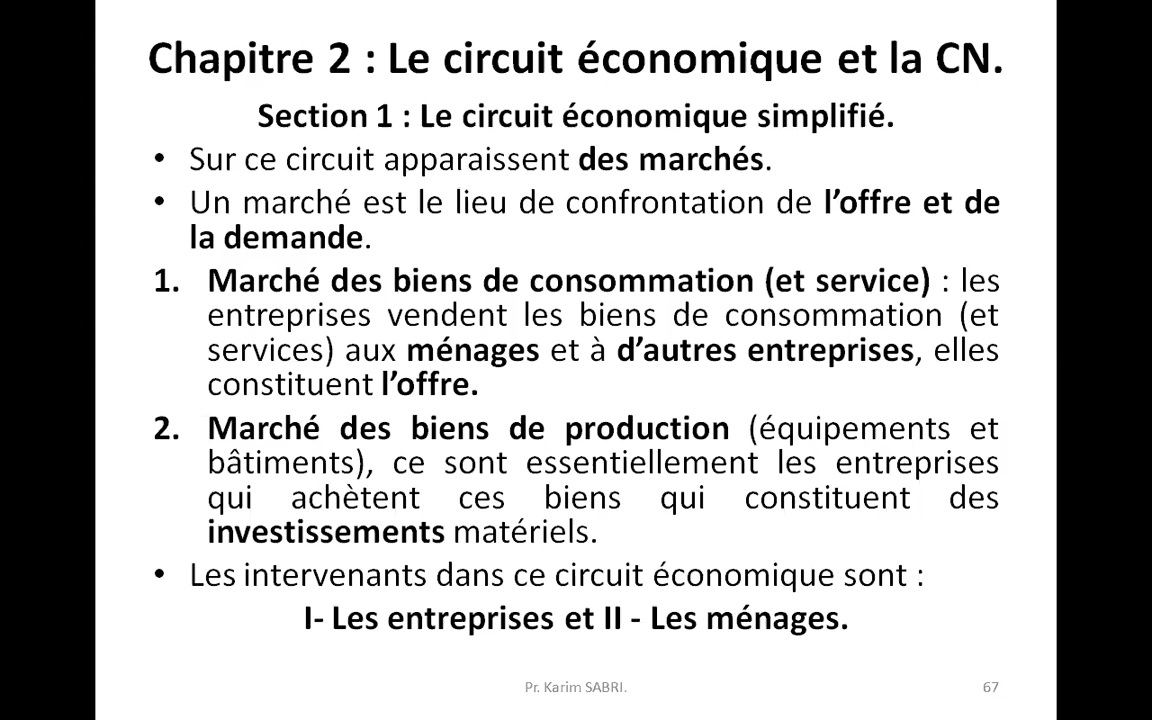 Chapitre 2 : Le circuit économique et la CN.
Section 1 : Le circuit économique simplifié.
• Sur ce circuit apparaissent des marchés.
• Un marché est le lieu de confrontation de l’offre et de
la demande.
1. Marché des biens de consommation (et service) : les
entreprises vendent les biens de consommation (et
services) aux ménages et à d’autres entreprises, elles
constituent l’offre.
2. Marché des biens de production (équipements et
bâtiments), ce sont essentiellement les entreprises
qui achètent ces biens qui constituent des
investissements matériels.
• Les intervenants dans ce circuit économique sont :
I- Les entreprises et II - Les ménages.
Pr. Karim SABRI.
67